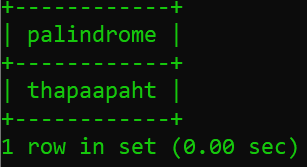 +------------+
| palindrome |
+------------+
| thapaapaht |
+------------+
1 row in set (0.00 sec)